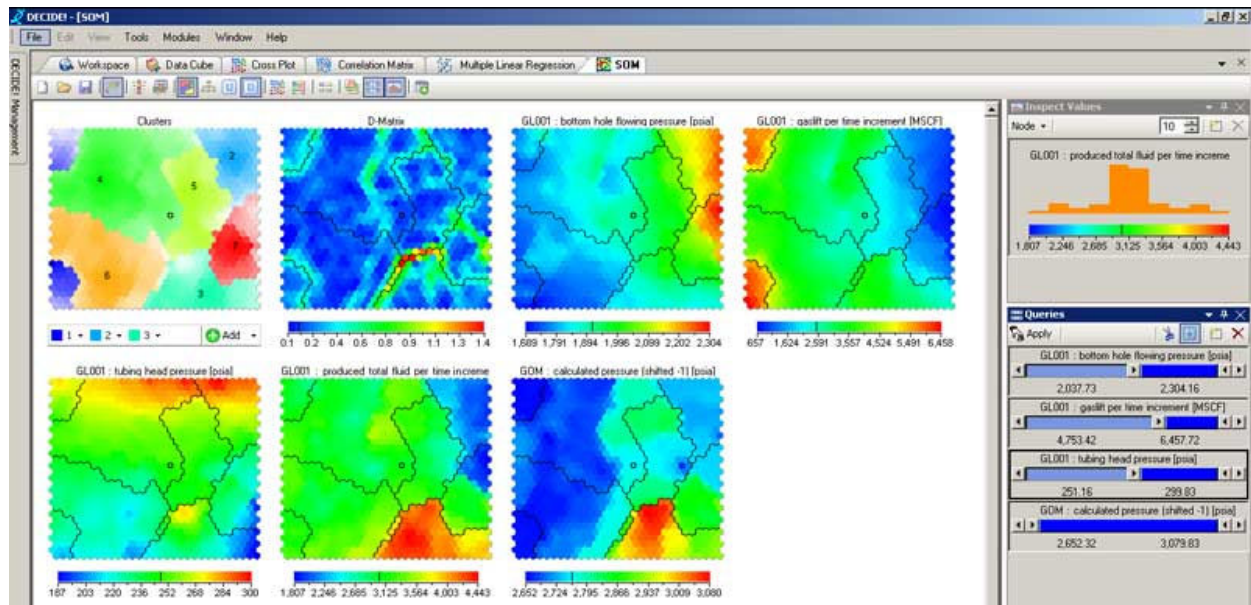 DECIDE! - [SOM]
File Edit View Tools Modules Window Help
Workspace Data Cube Cross Plot Correlation Matrix Multiple Linear Regression SOM
DECIDE! Management
Clusters
2
4
5
7
6
3
1 2 3 Add
D-Matrix
0.1 0.2 0.4 0.6 0.8 0.9 1.1 1.3 1.4
GL001 : bottom hole flowing pressure [psia]
1,689 1,791 1,894 1,996 2,099 2,202 2,304
GL001 : gaslift per time increment [MSCF]
657 1,624 2,591 3,557 4,524 5,491 6,458
GL001 : tubing head pressure [psia]
187 203 220 236 252 268 284 300
GL001 : produced total fluid per time increme
1,807 2,246 2,685 3,125 3,564 4,003 4,443
GOM : calculated pressure (shifted -1) [psia]
2,652 2,724 2,795 2,866 2,937 3,009 3,080
Inspect Values
Node 10
GL001 : produced total fluid per time increme
1,807 2,246 2,685 3,125 3,564 4,003 4,443
Queries
Apply
GL001 : bottom hole flowing pressure [psia]
2,037.73 2,304.16
GL001 : gaslift per time increment [MSCF]
4,753.42 6,457.72
GL001 : tubing head pressure [psia]
251.16 299.83
GOM : calculated pressure (shifted -1) [psia]
2,652.32 3,079.83